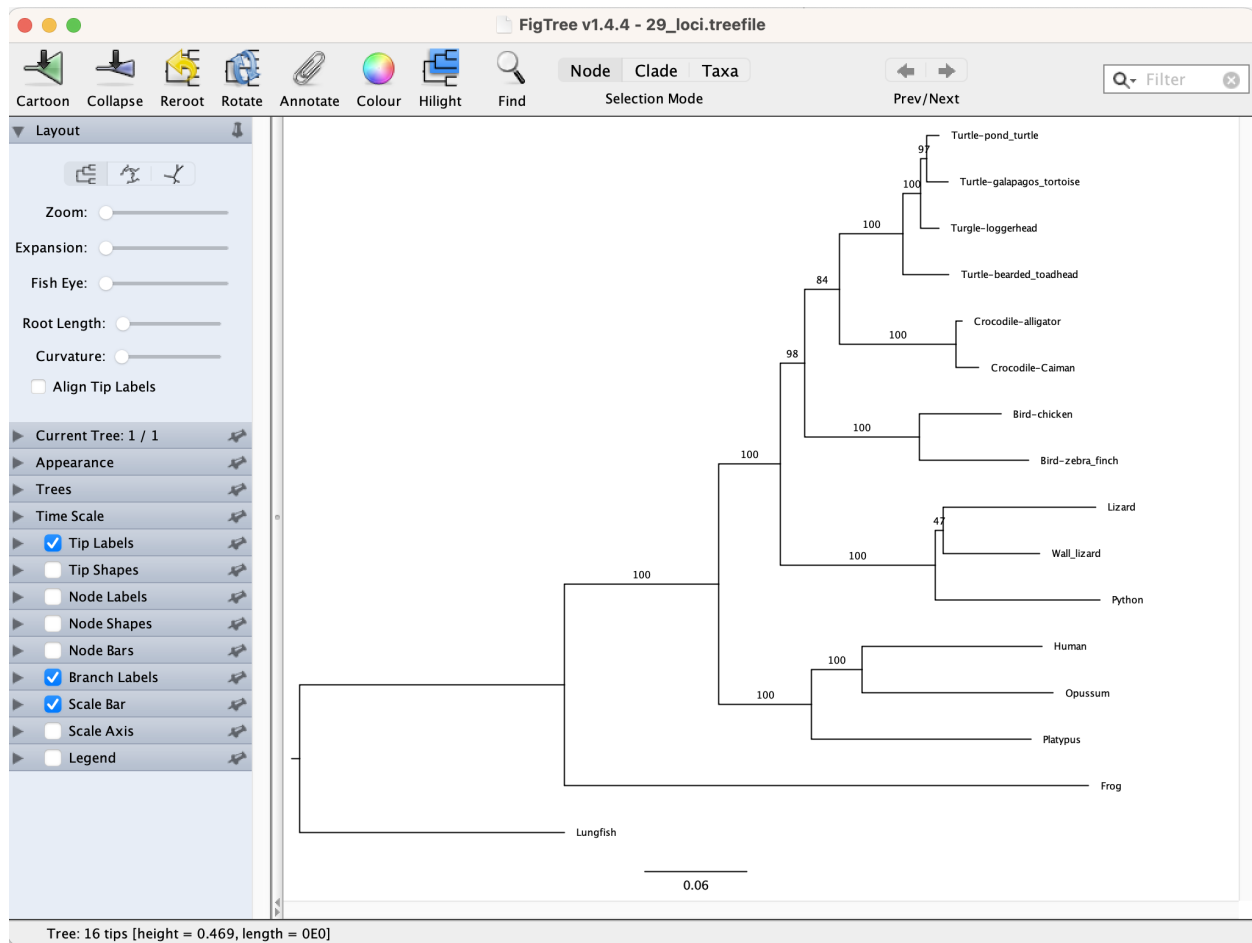 FigTree v1.4.4 - 29_loci.treefile
Cartoon Collapse Reroot Rotate Annotate Colour Hilight Find
Node Clade Taxa
Selection Mode
Prev/Next
Filter
Layout
Zoom:
Expansion:
Fish Eye:
Root Length:
Curvature:
Align Tip Labels
Current Tree: 1 / 1
Appearance
Trees
Time Scale
Tip Labels
Tip Shapes
Node Labels
Node Shapes
Node Bars
Branch Labels
Scale Bar
Scale Axis
Legend
Turtle-pond_turtle
97
Turtle-galapagos_tortoise
100
Turgle-loggerhead
100
Turtle-bearded_toadhead
84
Crocodile-alligator
100
Crocodile-Caiman
98
Bird-chicken
100
Bird-zebra_finch
100
Lizard
47
Wall_lizard
100
Python
100
Human
100
Opussum
100
Platypus
Frog
Lungfish
0.06
Tree: 16 tips [height = 0.469, length = 0E0]